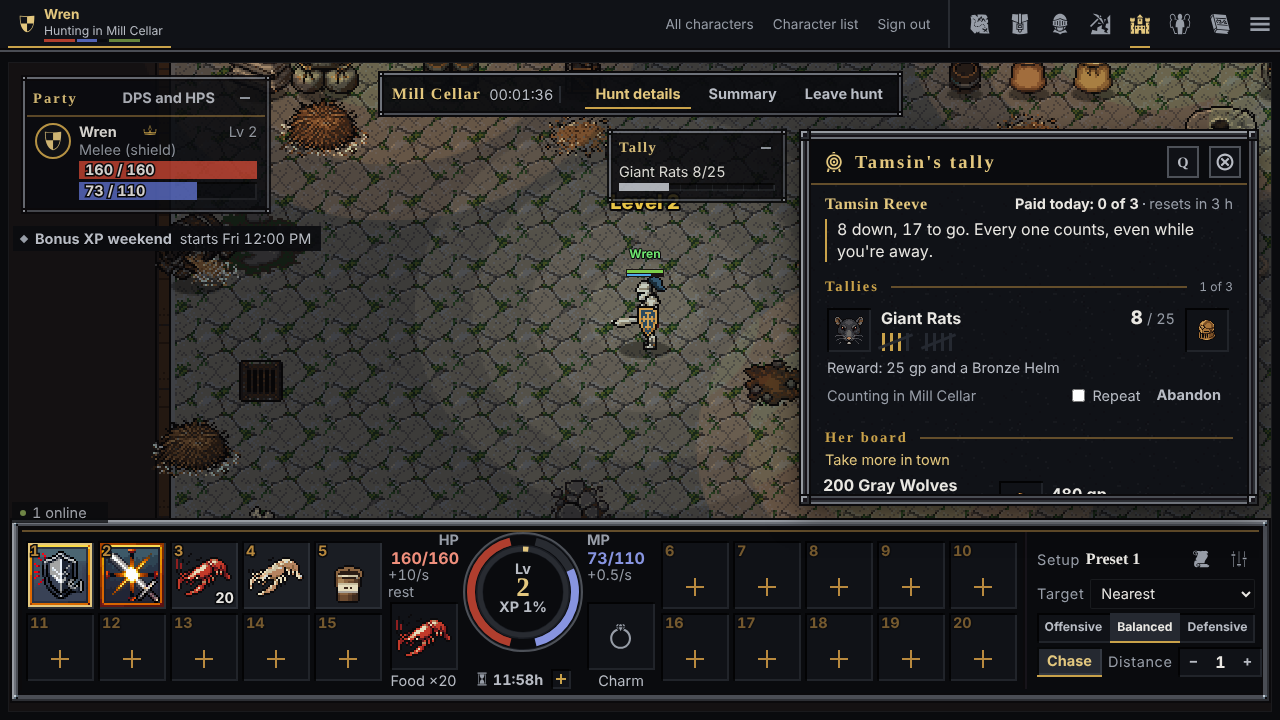 Wren
Hunting in Mill Cellar
All characters
Character list
Sign out
Party
DPS and HPS
Wren
Lv 2
Melee (shield)
160 / 160
73 / 110
Bonus XP weekend starts Fri 12:00 PM
Mill Cellar 00:01:36
Hunt details
Summary
Leave hunt
Tally
Giant Rats 8/25
Level 2
Wren
Tamsin's tally
Q
Tamsin Reeve
Paid today: 0 of 3 · resets in 3 h
8 down, 17 to go. Every one counts, even while
you're away.
Tallies
1 of 3
Giant Rats
8 / 25
Reward: 25 gp and a Bronze Helm
Counting in Mill Cellar
Repeat
Abandon
Her board
Take more in town
200 Gray Wolves
480 gp
1 online
1
2
3
20
4
5
HP
160/160
+10/s
rest
Lv
2
XP 1%
MP
73/110
+0.5/s
6
7
8
9
10
11
12
13
14
15
Food ×20
11:58h
+
Charm
16
17
18
19
20
Setup Preset 1
Target Nearest
Offensive
Balanced
Defensive
Chase
Distance
− 1 +